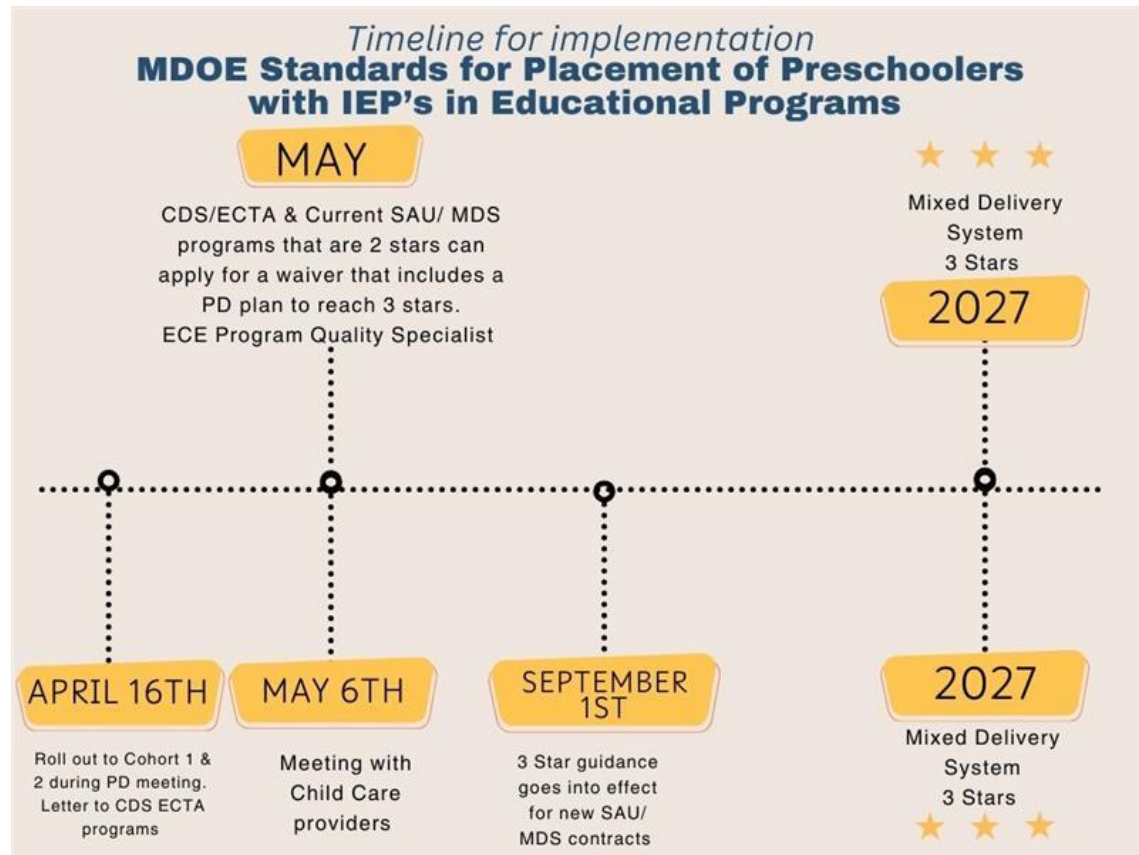 Timeline for implementation
MDOE Standards for Placement of Preschoolers
with IEP's in Educational Programs
MAY
CDS/ECTA & Current SAU/ MDS
programs that are 2 stars can
apply for a waiver that includes a
PD plan to reach 3 stars.
ECE Program Quality Specialist
Mixed Delivery
System
3 Stars
2027
APRIL 16TH
Roll out to Cohort 1 &
2 during PD meeting.
Letter to CDS ECTA
programs
MAY 6TH
Meeting with
Child Care
providers
SEPTEMBER
1ST
3 Star guidance
goes into effect
for new SAU/
MDS contracts
2027
Mixed Delivery
System
3 Stars